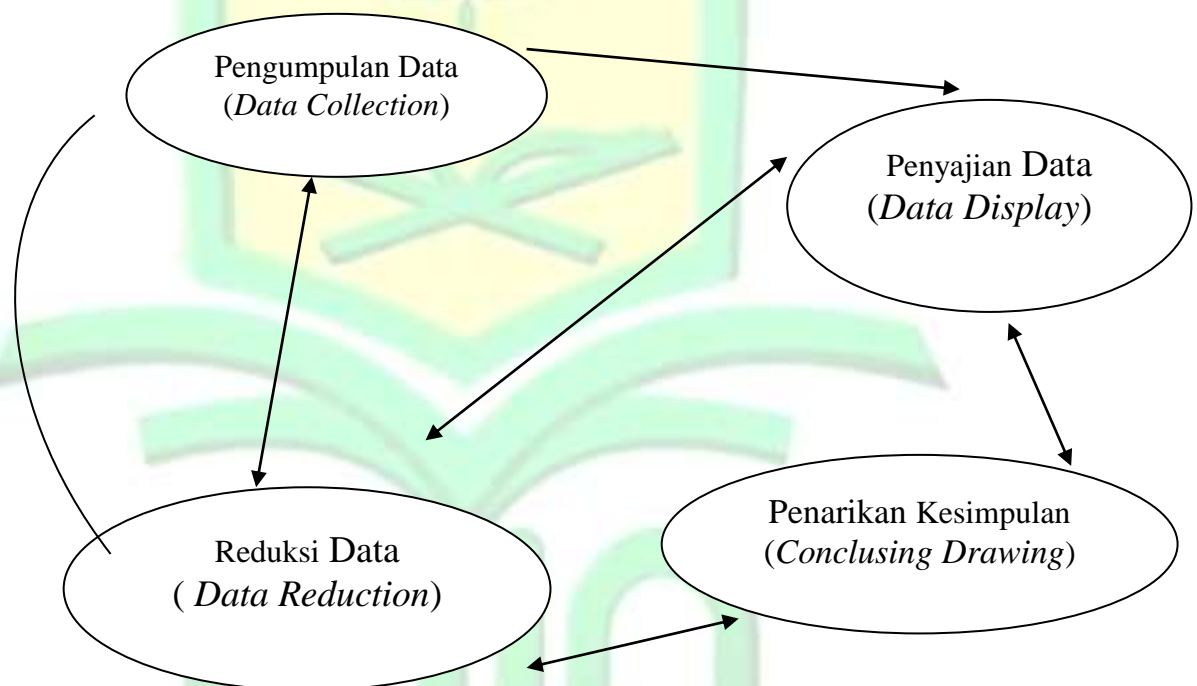 Pengumpulan Data
(Data Collection)
Penyajian Data
(Data Display)
Penarikan Kesimpulan
(Conclusing Drawing)
Reduksi Data
( Data Reduction)